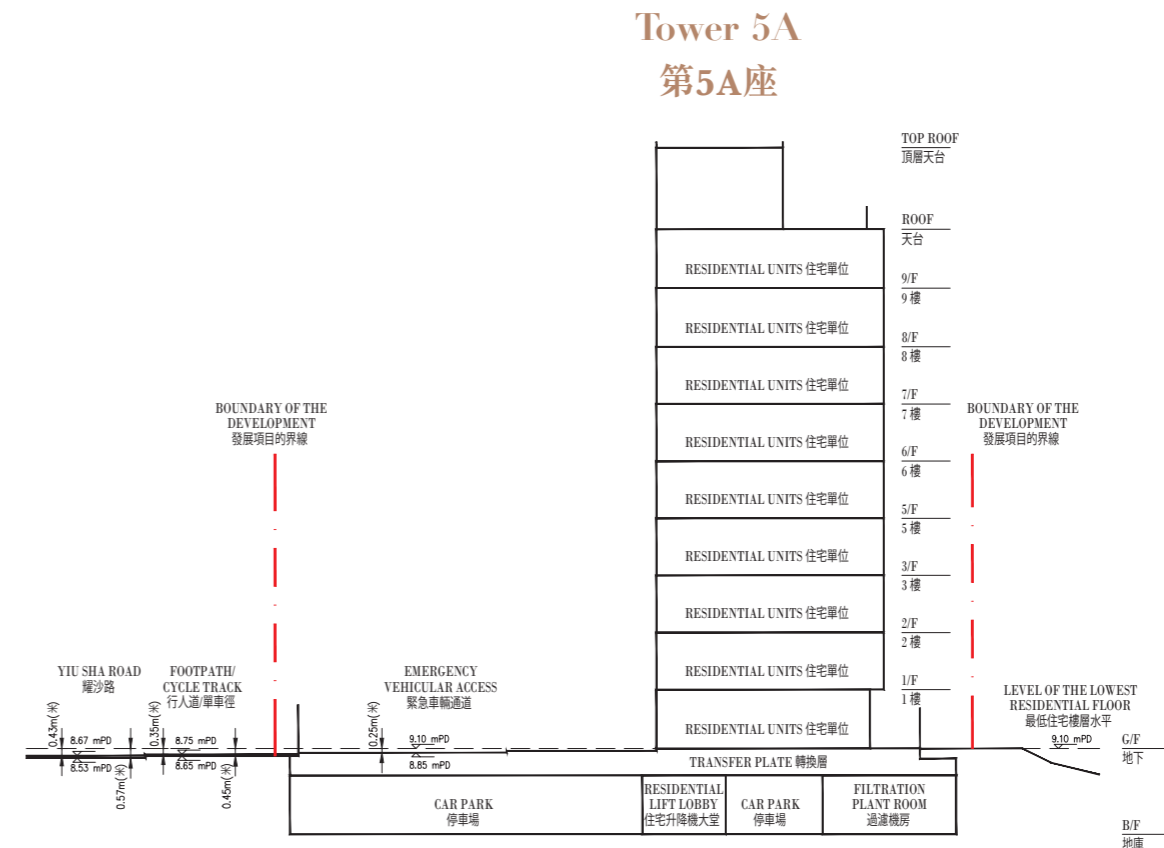 Tower 5A
第5A座
TOP ROOF
頂層天台
ROOF
天台
RESIDENTIAL UNITS 住宅單位
9/F
9 樓
RESIDENTIAL UNITS 住宅單位
8/F
8 樓
RESIDENTIAL UNITS 住宅單位
7/F
7 樓
BOUNDARY OF THE
DEVELOPMENT
發展項目的界線
BOUNDARY OF THE
DEVELOPMENT
發展項目的界線
RESIDENTIAL UNITS 住宅單位
6/F
6 樓
RESIDENTIAL UNITS 住宅單位
5/F
5 樓
RESIDENTIAL UNITS 住宅單位
3/F
3 樓
RESIDENTIAL UNITS 住宅單位
2/F
2 樓
RESIDENTIAL UNITS 住宅單位
1/F
1 樓
YIU SHA ROAD
耀沙路
FOOTPATH/
CYCLE TRACK
行人道/單車徑
EMERGENCY
VEHICULAR ACCESS
緊急車輛通道
LEVEL OF THE LOWEST
RESIDENTIAL FLOOR
最低住宅樓層水平
9.10 mPD
G/F
地下
RESIDENTIAL UNITS 住宅單位
0.43m(米)
8.67 mPD
8.53 mPD
0.57m(米)
0.35m(米)
8.75 mPD
8.65 mPD
0.45m(米)
0.25m(米)
9.10 mPD
8.85 mPD
TRANSFER PLATE 轉換層
CAR PARK
停車場
RESIDENTIAL
LIFT LOBBY
住宅升降機大堂
CAR PARK
停車場
FILTRATION
PLANT ROOM
過濾機房
B/F
地庫